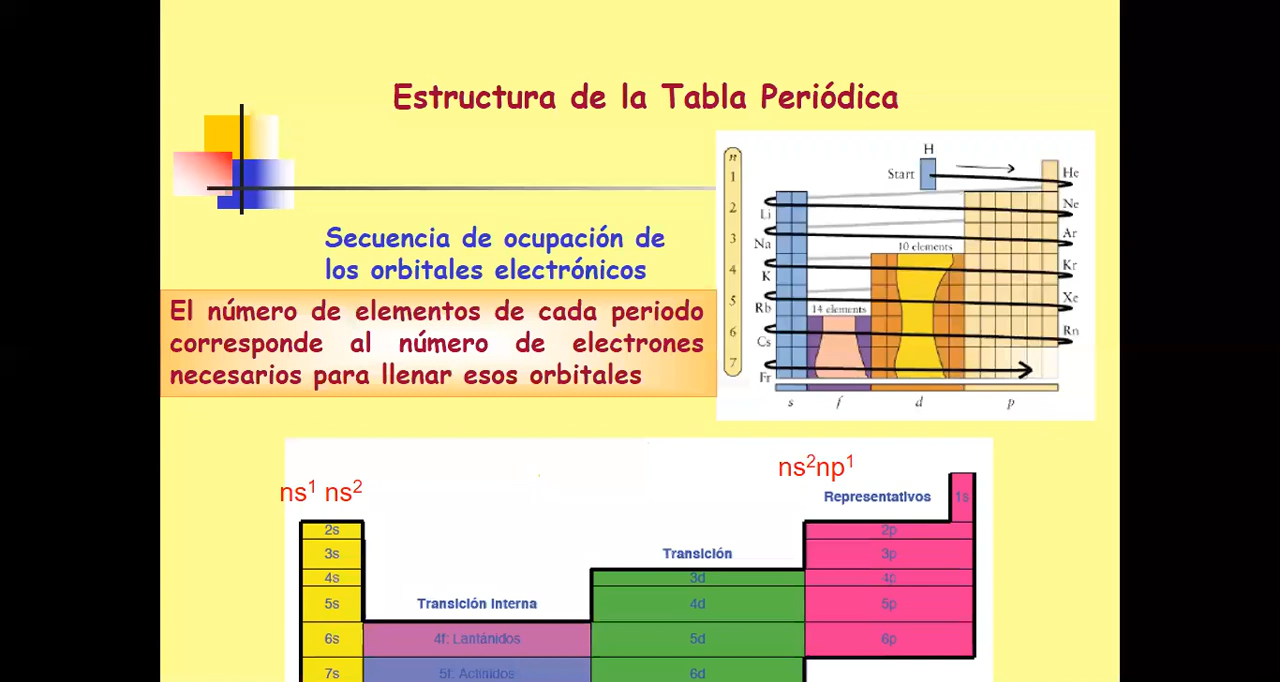 Estructura de la Tabla Periódica
Secuencia de ocupación de
los orbitales electrónicos
El número de elementos de cada periodo
corresponde al número de electrones
necesarios para llenar esos orbitales
n
1
2
3
4
5
6
7
H
Start
He
Ne
Li
Ar
Na
10 elements
Kr
K
Xe
Rb
14 elements
Rn
Cs
Fr
s f d p
ns² np¹
ns¹ ns²
Representativos
1s
2s
2p
3s
Transición
3p
4s
3d
4p
5s
Transición Interna
4d
5p
6s
4f: Lantánidos
5d
6p
7s
5f: Actínidos
6d